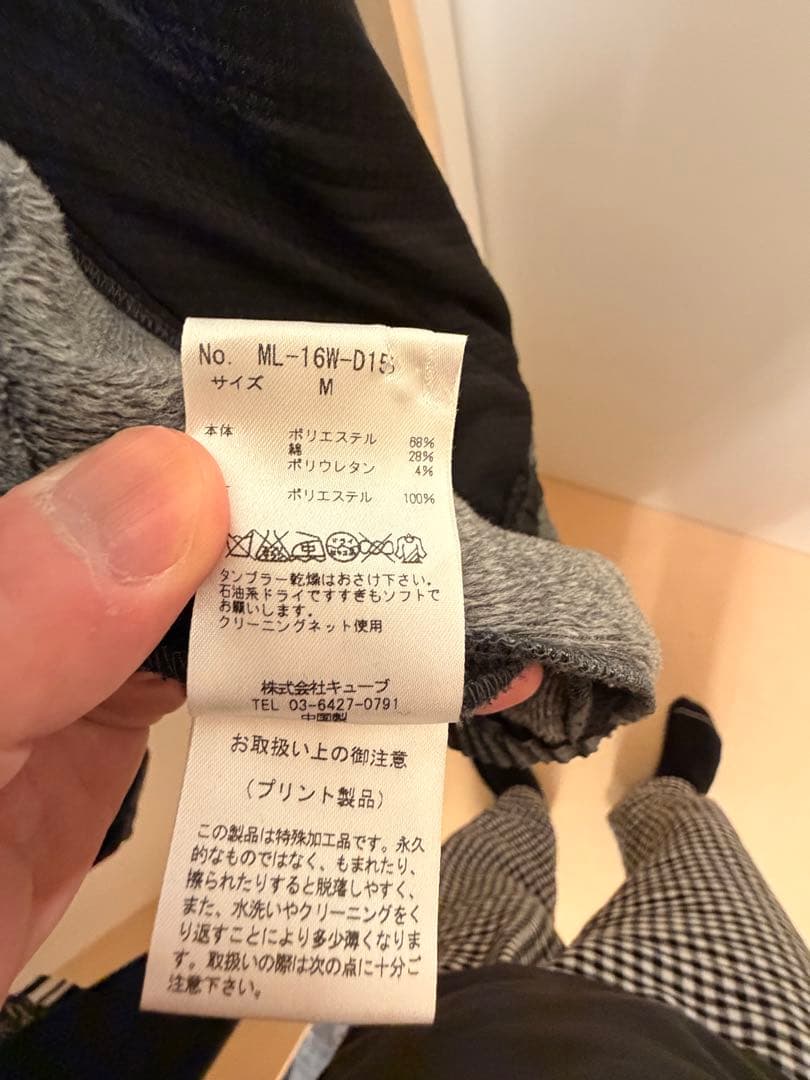 No. ML-16W-D15
サイズ M
本体 ポリエステル 68%
綿 28%
ポリウレタン 4%
ポリエステル 100%
タンブラー乾燥はおさけ下さい。
石油系ドライですすぎもソフトで
お願いします。
クリーニングネット使用
株式会社キューブ
TEL 03-6427-0791
中国製
お取扱い上の御注意
(プリント製品)
この製品は特殊加工品です。永久
的なものではなく、もまれたり、
擦られたりすると脱落しやすく、
また、水洗いやクリーニングをく
り返すことにより多少薄くなりま
す。取扱いの際は次の点に十分ご
注意下さい。